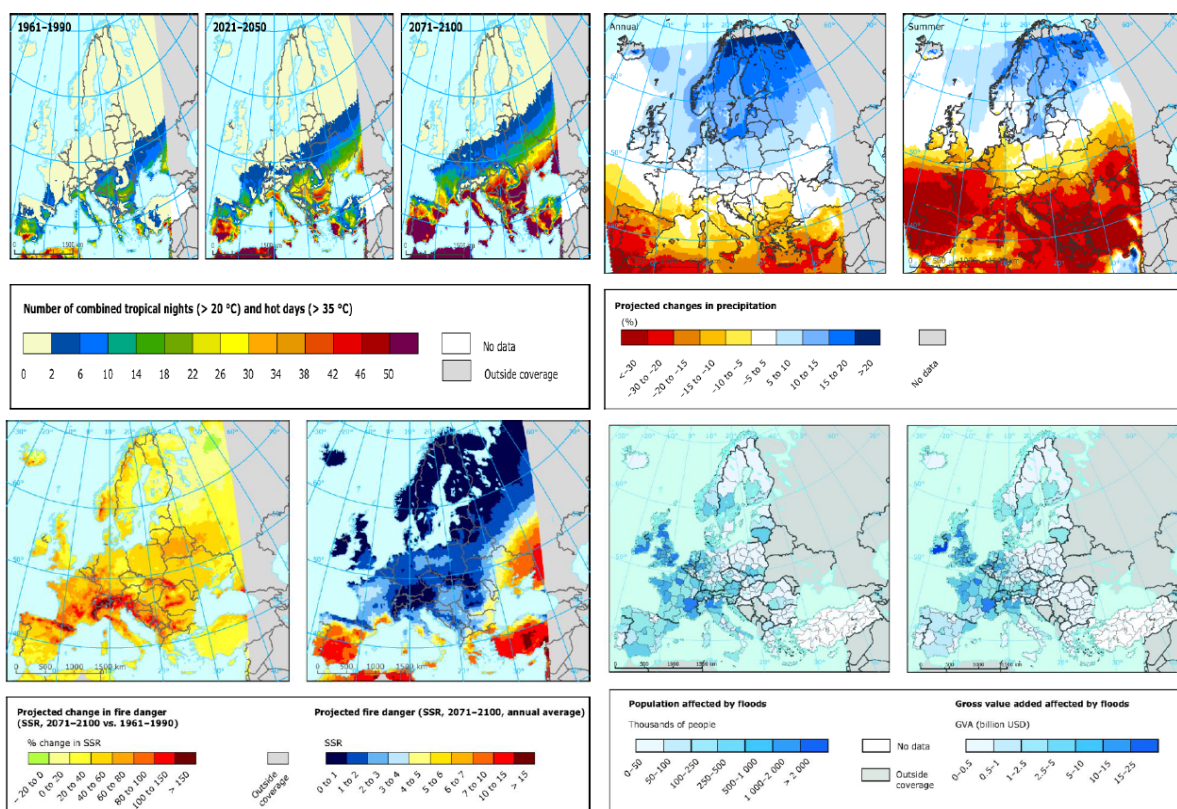 1961–1990
2021–2050
2071–2100
1500 km
Number of combined tropical nights (> 20 °C) and hot days (> 35 °C)
0 2 6 10 14 18 22 26 30 34 38 42 46 50
No data
Outside coverage
Annual
Summer
Projected changes in precipitation
(%)
<–30
–30 to –20
–20 to –15
–15 to –10
–10 to –5
–5 to 5
5 to 10
10 to 15
15 to 20
>20
No data
0 500 1000 1500 km
0 500 1000 1500 km
Projected change in fire danger
(SSR, 2071–2100 vs. 1961–1990)
% change in SSR
– 20 to 0
0 to 20
20 to 40
40 to 60
60 to 80
80 to 100
100 to 150
> 150
Outside
coverage
Projected fire danger (SSR, 2071–2100, annual average)
SSR
0 to 1
1 to 2
2 to 3
3 to 4
4 to 5
5 to 6
6 to 7
7 to 10
10 to 15
> 15
Population affected by floods
Thousands of people
0–50
50–100
100–250
250–500
500–1 000
1 000–2 000
> 2 000
No data
Outside
coverage
Gross value added affected by floods
GVA (billion USD)
0–0.5
0.5–1
1–2.5
2.5–5
5–10
10–15
15–25